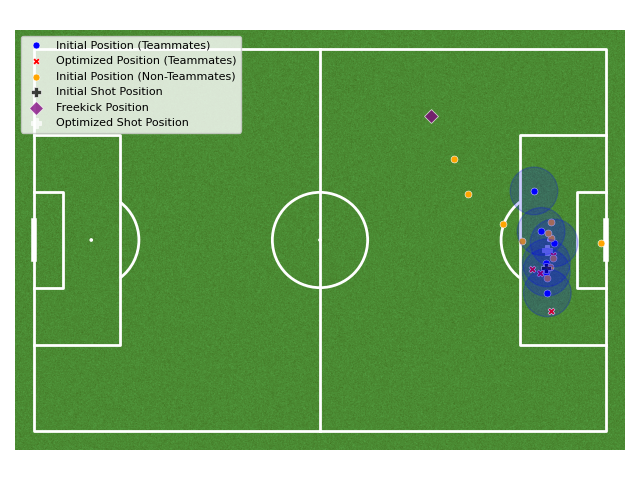 Initial Position (Teammates)
Optimized Position (Teammates)
Initial Position (Non-Teammates)
Initial Shot Position
Freekick Position
Optimized Shot Position